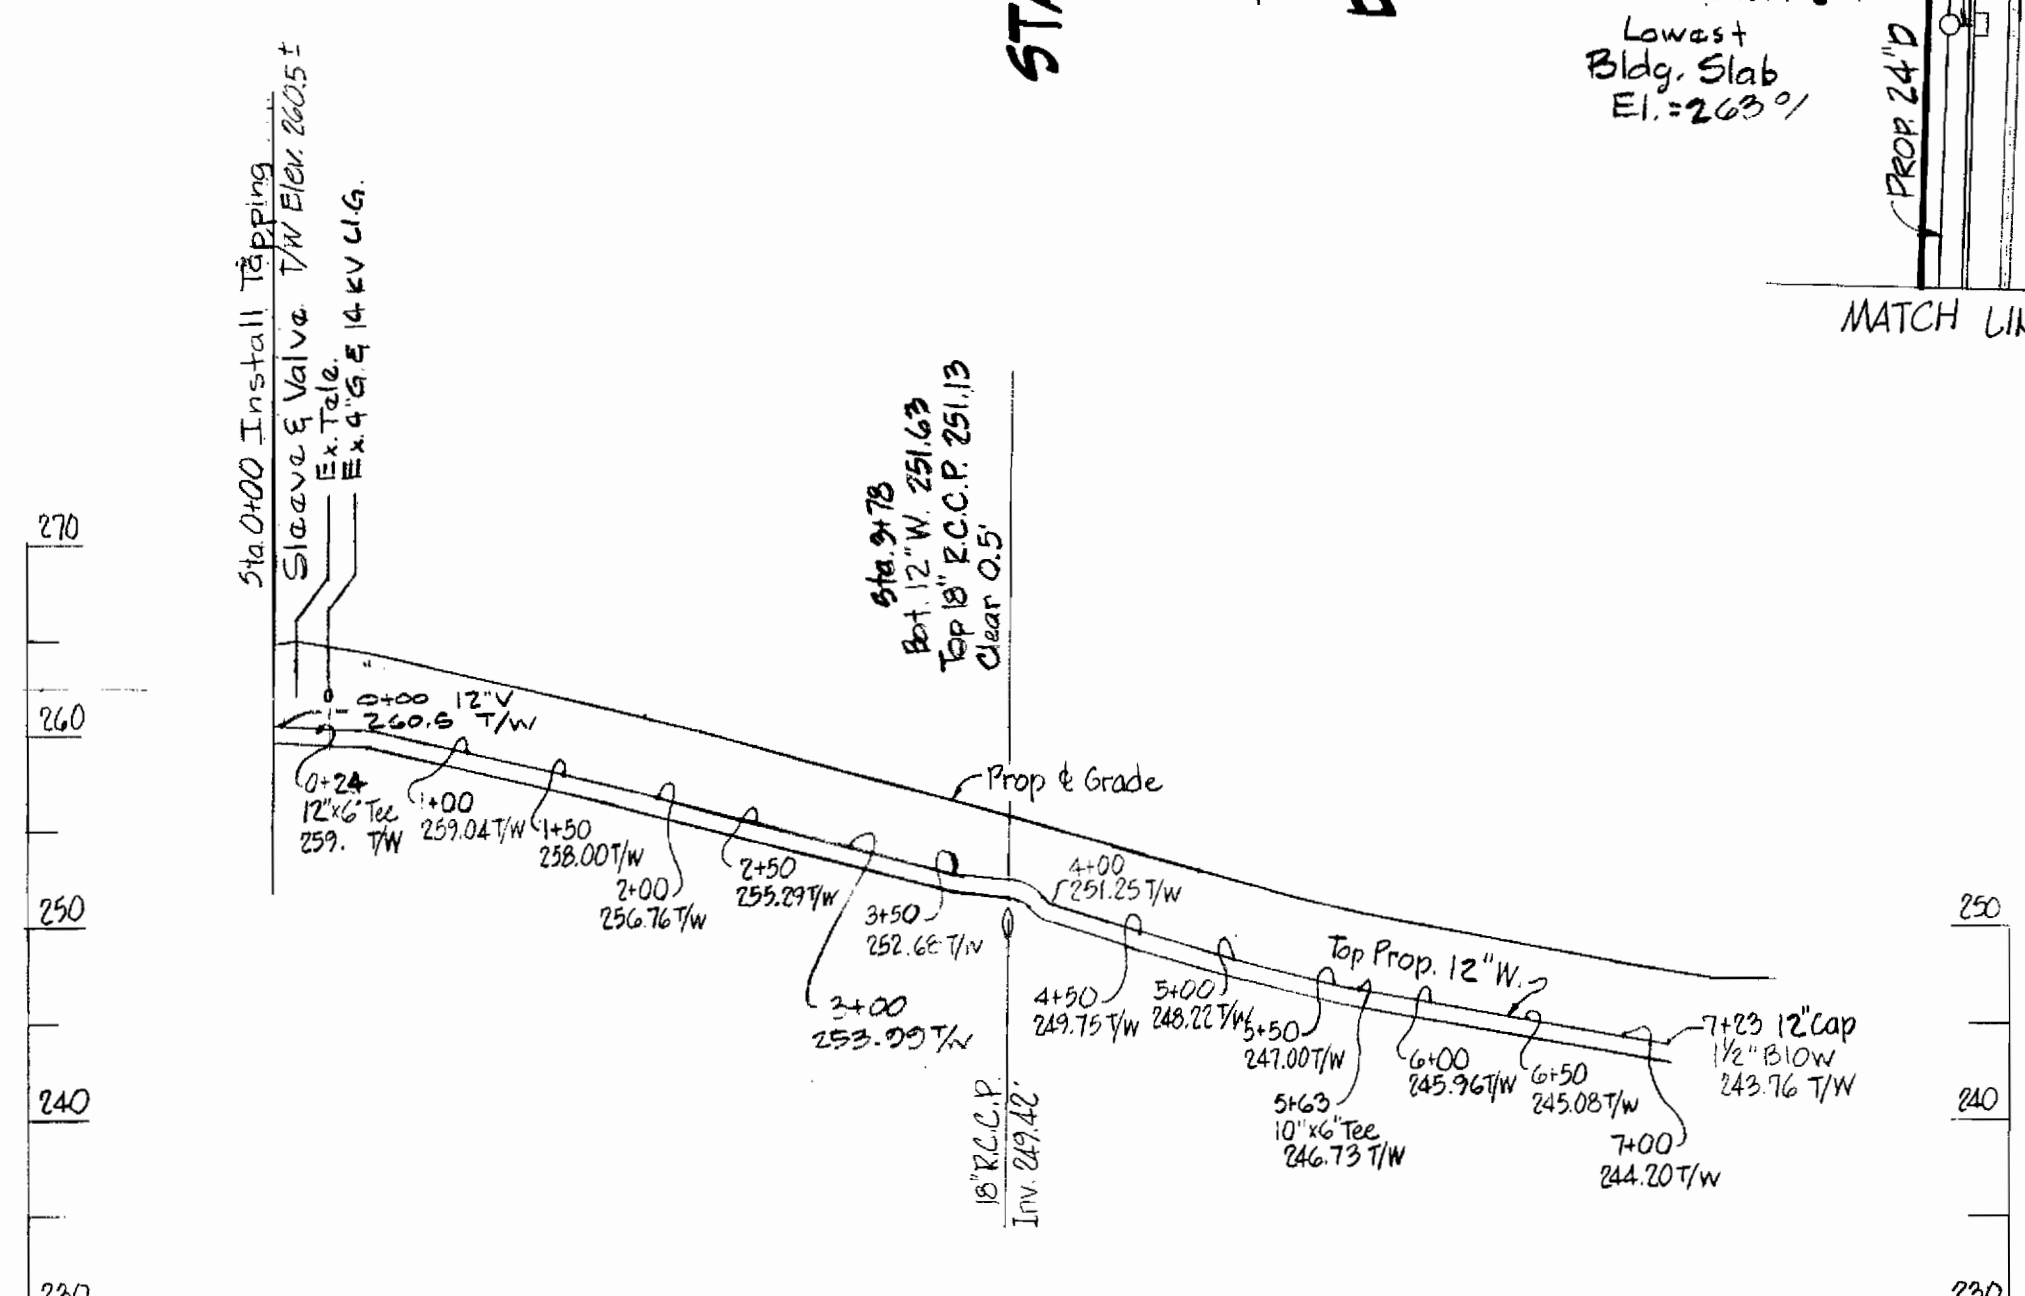 STA
Lowest
Bldg. Slab
El. = 263
PROP. 24"D
MATCH LIN
Sta. 0+00 Install Tapping
Sleeve & Valve T/W Elev. 260.5±
Ex. Tele.
Ex. 4"G. & 14 KV U.G.
Sta. 3+78
Bot. 12" W. 251.63
Top 18" R.C.C.P. 251.13
Clear 0.5'
270
260
250
240
230
0+00 12"V
260.5 T/W
0+24
12"x6" Tee
259. T/W
1+00
259.04 T/W
1+50
258.00 T/W
2+00
256.76 T/W
2+50
255.29 T/W
3+00
253.99 T/W
3+50
T/W
Prop ⅊ Grade
4+00
251.25 T/W
4+50
249.75 T/W
5+00
248.22 T/W
5+50
247.00 T/W
Top Prop. 12" W.
5+63
10"x6" Tee
246.73 T/W
6+00
245.96 T/W
6+50
245.08 T/W
7+00
244.20 T/W
7+23 12" Cap
1½" Blow
243.76 T/W
18" R.C.C.P.
Inv. 249.42'
250
240
230